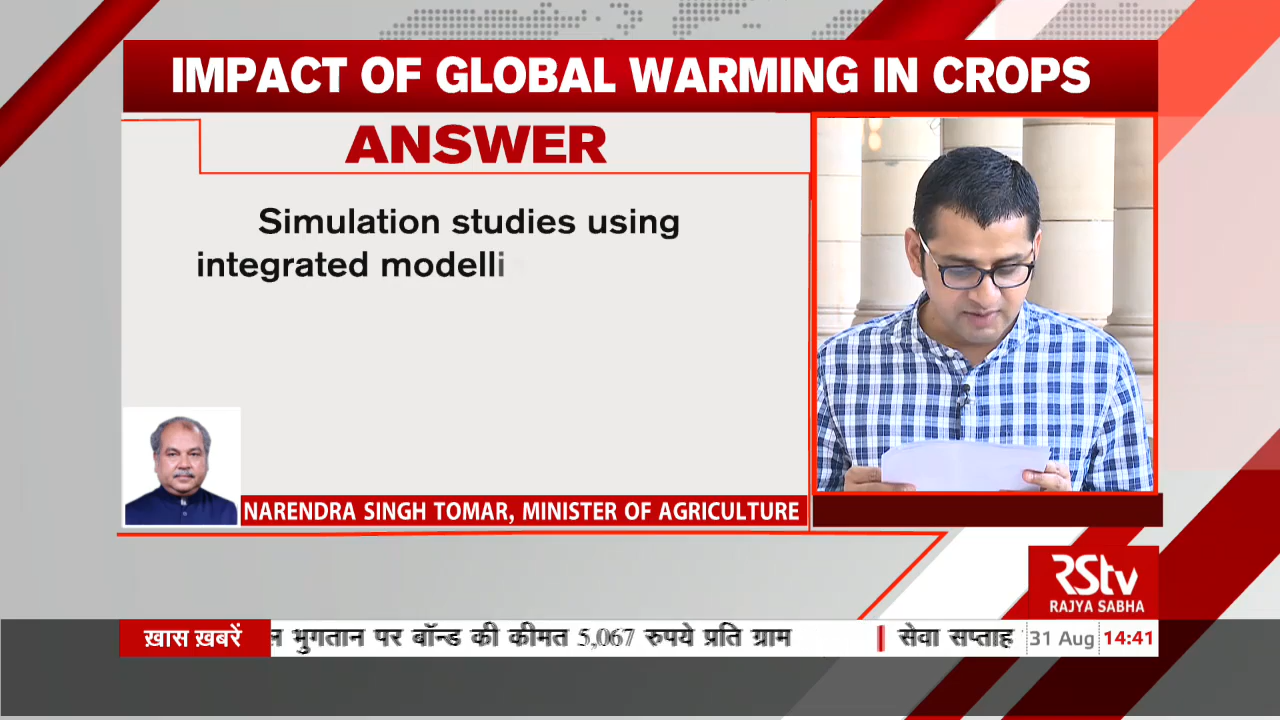 IMPACT OF GLOBAL WARMING IN CROPS
ANSWER
Simulation studies using
integrated modelli
NARENDRA SINGH TOMAR, MINISTER OF AGRICULTURE
RStv
RAJYA SABHA
ख़ास ख़बरें
भुगतान पर बॉन्ड की कीमत 5,067 रुपये प्रति ग्राम
सेवा सप्ताह
31 Aug 14:41